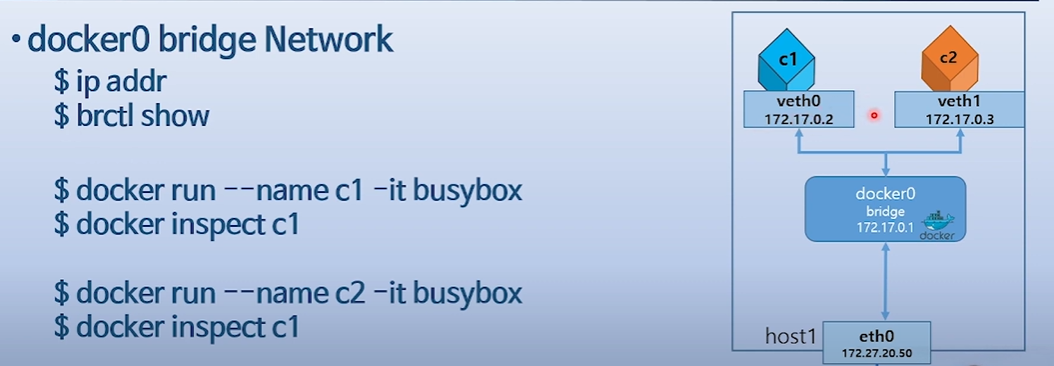 • docker0 bridge Network
$ ip addr
$ brctl show
$ docker run --name c1 -it busybox
$ docker inspect c1
$ docker run --name c2 -it busybox
$ docker inspect c1
c1
c2
veth0
172.17.0.2
veth1
172.17.0.3
docker0
bridge
172.17.0.1
docker
host1
eth0
172.27.20.50